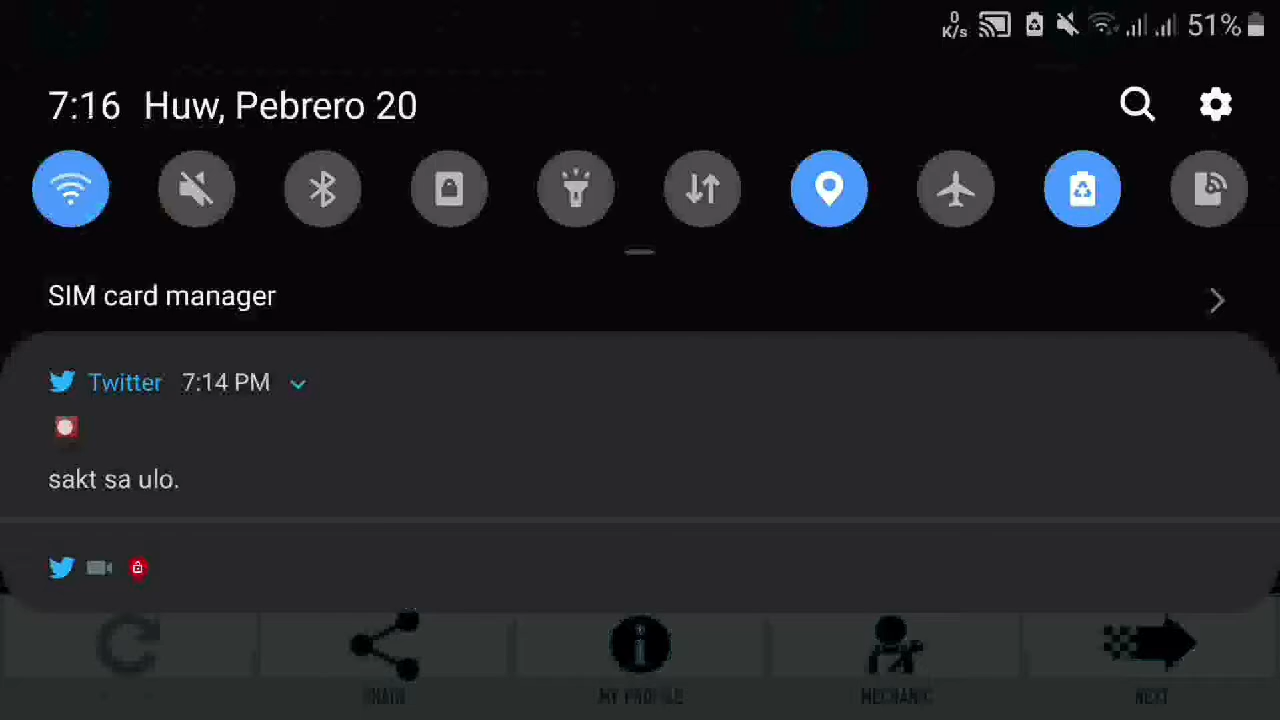 0
K/s
51%
7:16 Huw, Pebrero 20
SIM card manager
Twitter 7:14 PM
sakt sa ulo.
MY PROFILE
MECHANIC
NEXT